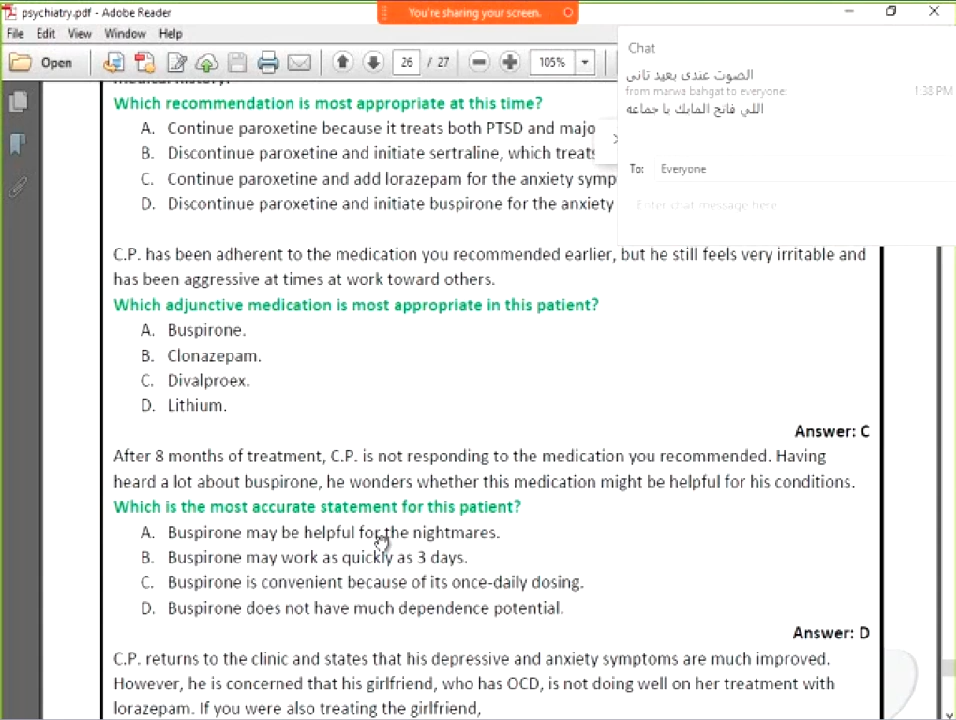 psychiatry.pdf - Adobe Reader
You're sharing your screen.
File Edit View Window Help
Open
26 / 27
105%
Which recommendation is most appropriate at this time?
A. Continue paroxetine because it treats both PTSD and majo
B. Discontinue paroxetine and initiate sertraline, which treats
C. Continue paroxetine and add lorazepam for the anxiety symp
D. Discontinue paroxetine and initiate buspirone for the anxiety
Chat
الصوت عندى بعيد تانى
from marwa bahgat to everyone:
1:38 PM
اللي فاتح المايك يا جماعه
To: Everyone
Enter chat message here
C.P. has been adherent to the medication you recommended earlier, but he still feels very irritable and
has been aggressive at times at work toward others.
Which adjunctive medication is most appropriate in this patient?
A. Buspirone.
B. Clonazepam.
C. Divalproex.
D. Lithium.
Answer: C
After 8 months of treatment, C.P. is not responding to the medication you recommended. Having
heard a lot about buspirone, he wonders whether this medication might be helpful for his conditions.
Which is the most accurate statement for this patient?
A. Buspirone may be helpful for the nightmares.
B. Buspirone may work as quickly as 3 days.
C. Buspirone is convenient because of its once-daily dosing.
D. Buspirone does not have much dependence potential.
Answer: D
C.P. returns to the clinic and states that his depressive and anxiety symptoms are much improved.
However, he is concerned that his girlfriend, who has OCD, is not doing well on her treatment with
lorazepam. If you were also treating the girlfriend,